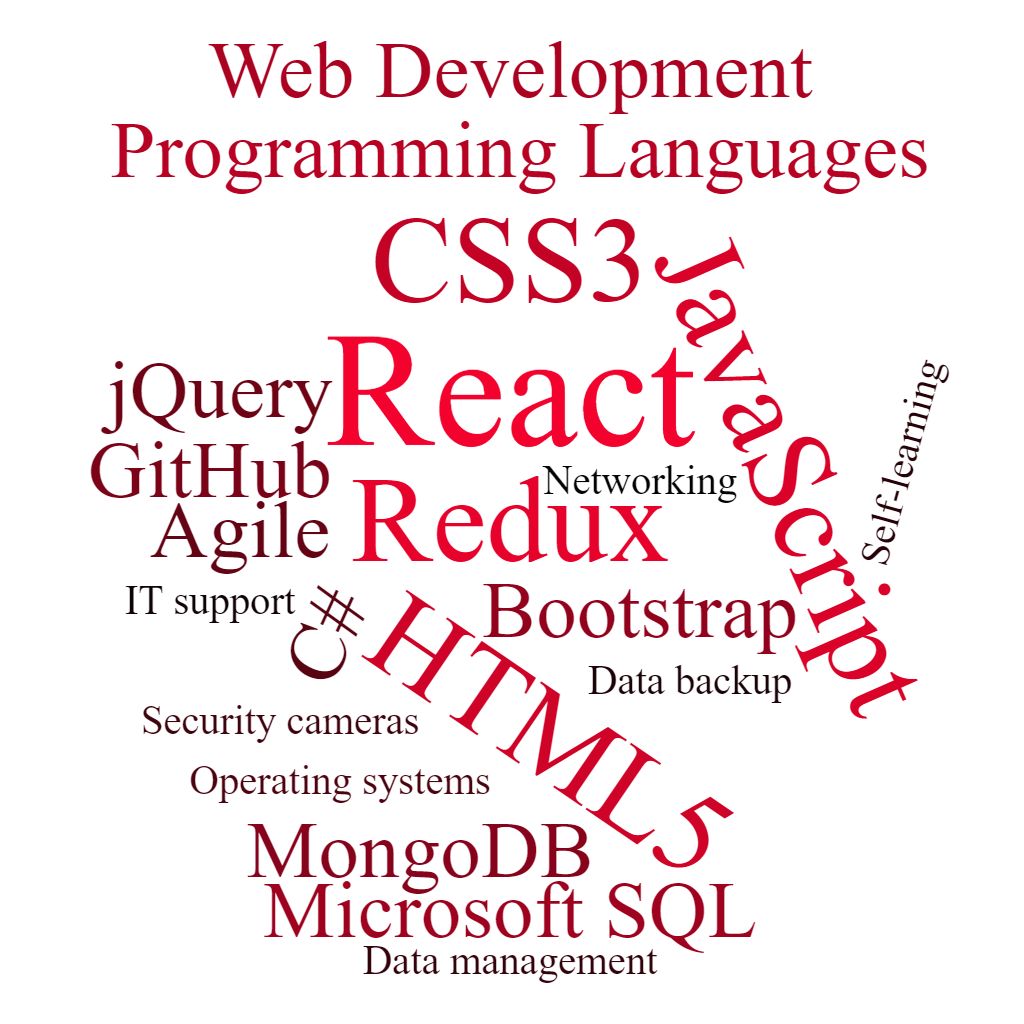 Web Development
Programming Languages
CSS3
JavaScript
React
jQuery
Self-learning
GitHub
Networking
Redux
Agile
IT support
C#
HTML5
Bootstrap
Data backup
Security cameras
Operating systems
MongoDB
Microsoft SQL
Data management